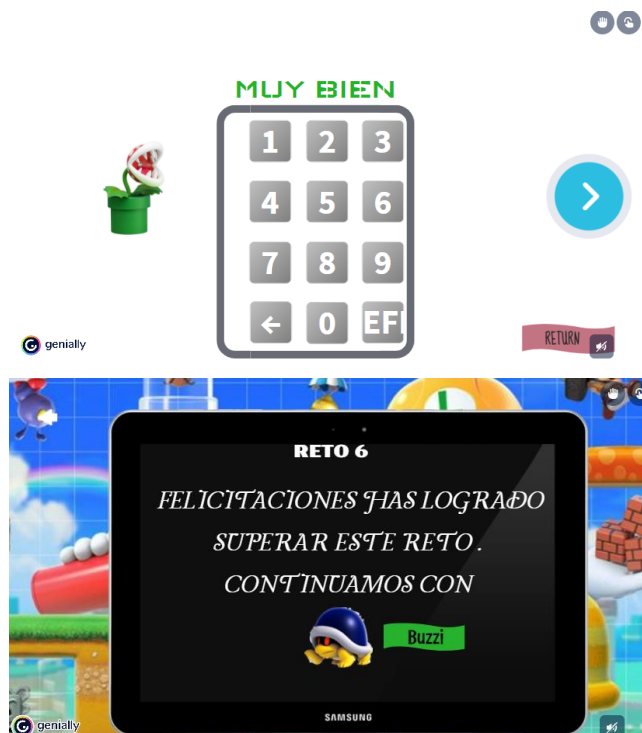 MUY BIEN
1 2 3
4 5 6
7 8 9
← 0 EFI
genially
RETURN
RETO 6
FELICITACIONES HAS LOGRADO
SUPERAR ESTE RETO .
CONTINUAMOS CON
Buzzi
SAMSUNG
genially